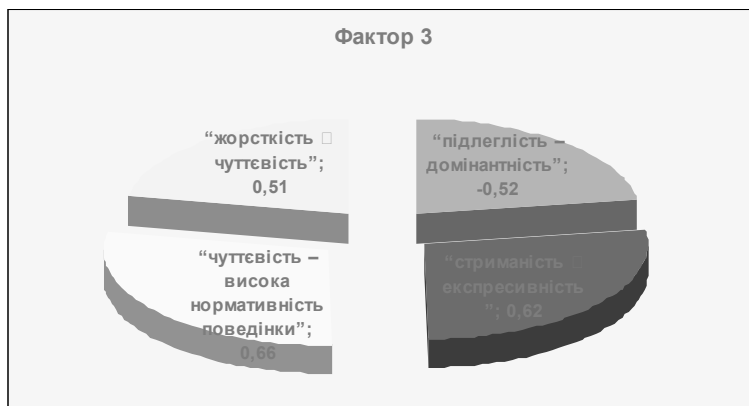 Фактор 3
“жорсткість □
чуттєвість”;
0,51
“підлеглість –
домінантність”;
-0,52
“чуттєвість –
висока
нормативність
поведінки”;
0,66
“стриманість □
експресивність
”; 0,62